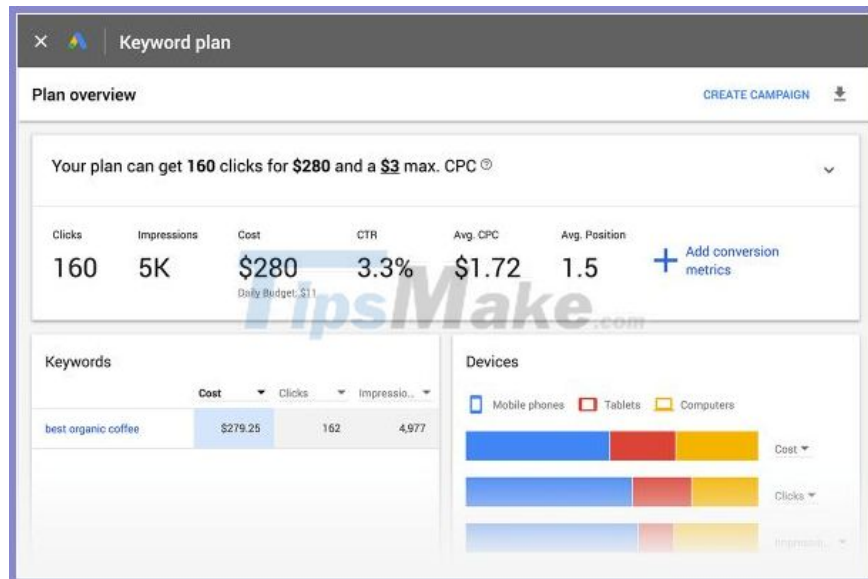 Keyword plan
Plan overview
CREATE CAMPAIGN
Your plan can get 160 clicks for $280 and a $3 max. CPC
Clicks Impressions Cost CTR Avg. CPC Avg. Position
160 5K $280 3.3% $1.72 1.5
Daily Budget: $11
Add conversion
metrics
TipsMake.com
Keywords
Cost Clicks Impressio...
best organic coffee $279.25 162 4,977
Devices
Mobile phones Tablets Computers
Cost
Clicks